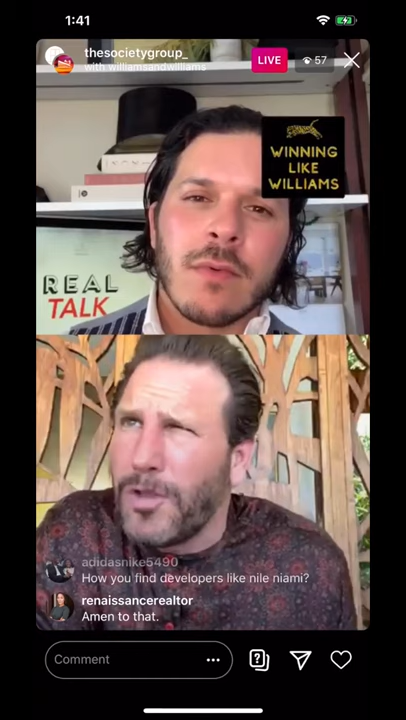 1:41
thesocietygroup_
with williamsandwilliams
LIVE
57
WINNING
LIKE
WILLIAMS
REAL
TALK
adidasnike5490
How you find developers like nile niami?
renaissancerealtor
Amen to that.
Comment